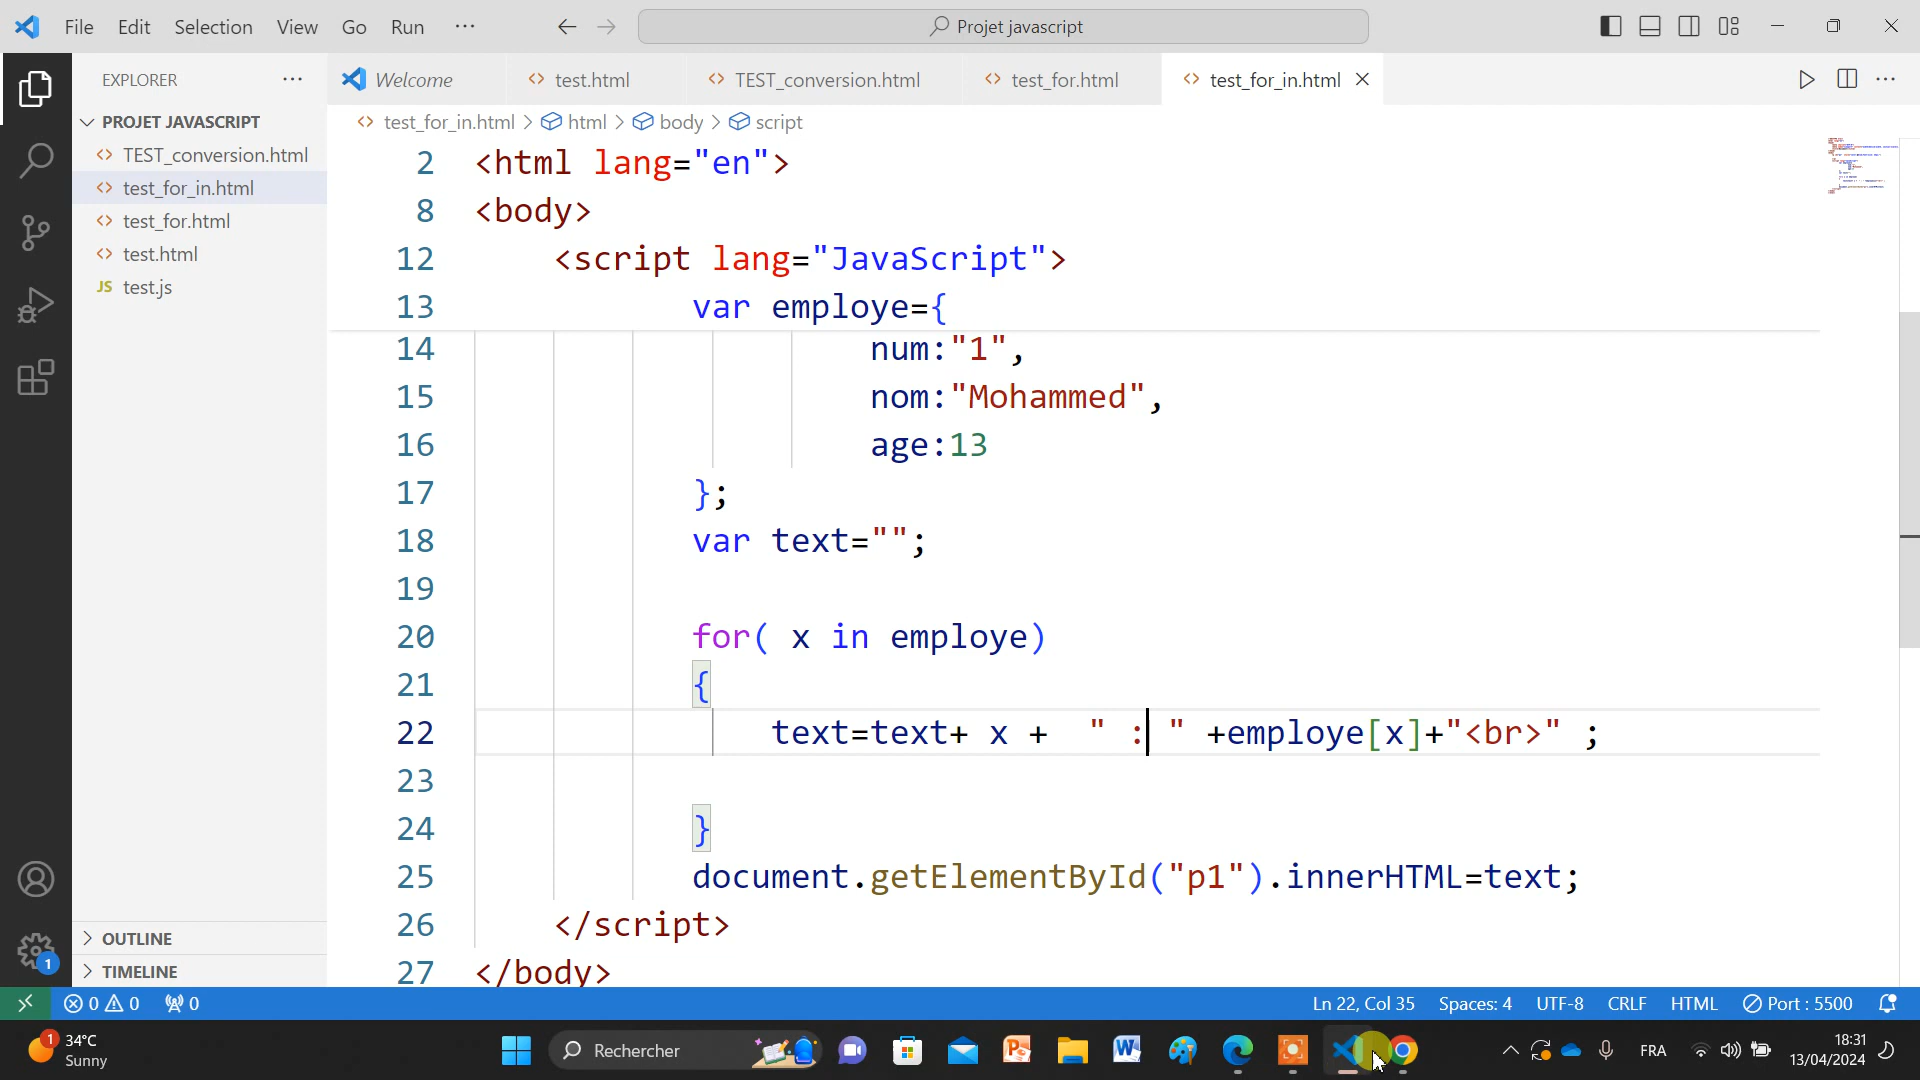 File Edit Selection View Go Run ··· Projet javascript
EXPLORER ···
Welcome test.html TEST_conversion.html test_for.html test_for_in.html
PROJET JAVASCRIPT
TEST_conversion.html
test_for_in.html
test_for.html
test.html
JS test.js
OUTLINE
TIMELINE
1
test_for_in.html > html > body > script
2 <html lang="en">
8 <body>
12 <script lang="JavaScript">
13 var employe={
14 num:"1",
15 nom:"Mohammed",
16 age:13
17 };
18 var text="";
19
20 for( x in employe)
21 {
22 text=text+ x + " : " +employe[x]+"<br>" ;
23
24 }
25 document.getElementById("p1").innerHTML=text;
26 </script>
27 </body>
0 0 0 Ln 22, Col 35 Spaces: 4 UTF-8 CRLF HTML Port : 5500
1 34°C
Sunny
Rechercher
FRA
18:31
13/04/2024